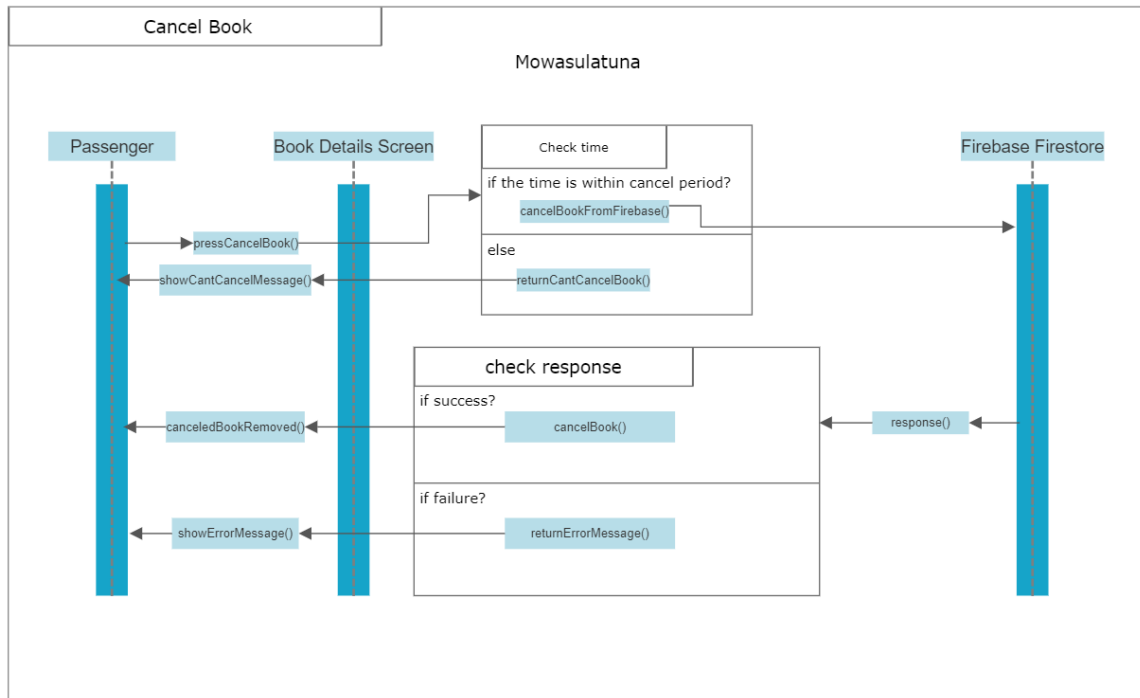 Cancel Book
Mowasulatuna
Passenger
Book Details Screen
Check time
Firebase Firestore
if the time is within cancel period?
cancelBookFromFirebase()
pressCancelBook()
else
showCantCancelMessage()
returnCantCancelBook()
check response
if success?
canceledBookRemoved()
cancelBook()
response()
if failure?
showErrorMessage()
returnErrorMessage()